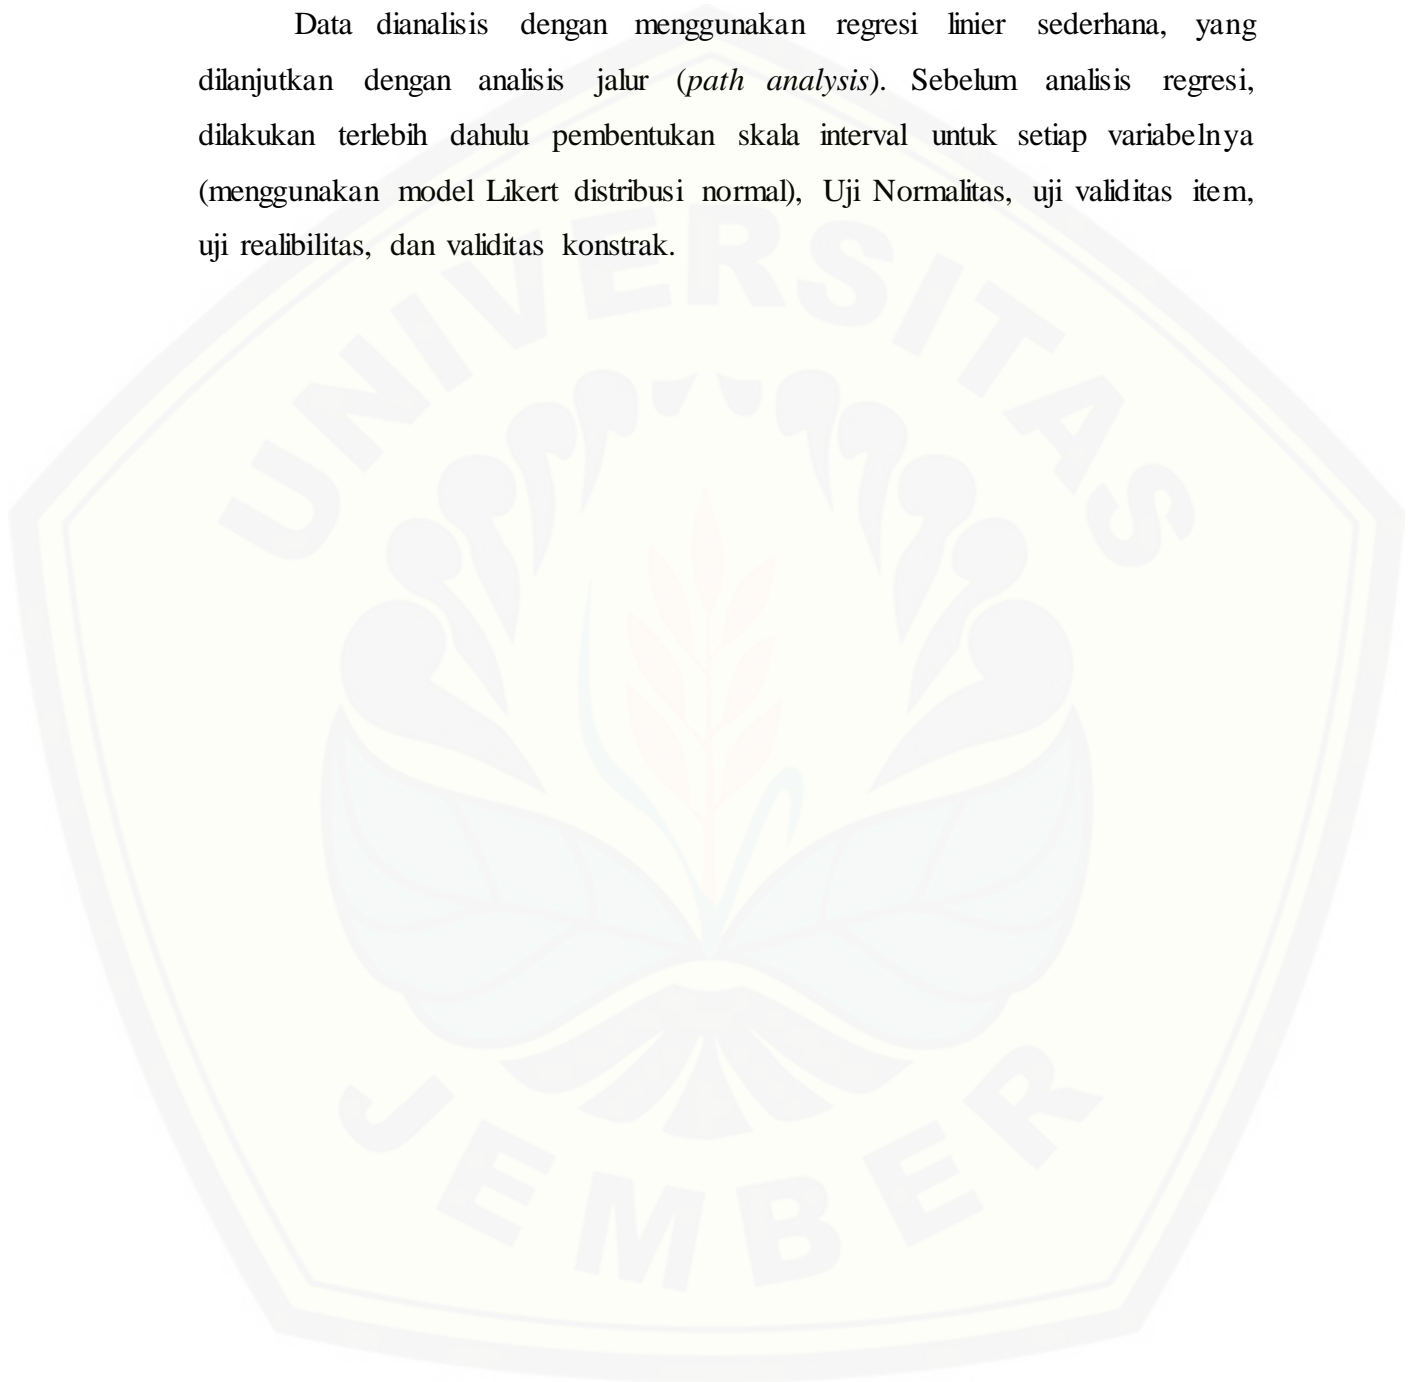 Data dianalisis dengan menggunakan regresi linier sederhana, yang
dilanjutkan dengan analisis jalur (path analysis). Sebelum analisis regresi,
dilakukan terlebih dahulu pembentukan skala interval untuk setiap variabelnya
(menggunakan model Likert distribusi normal), Uji Normalitas, uji validitas item,
uji realibilitas, dan validitas konstrak.
UNIVERSITAS
JEMBER